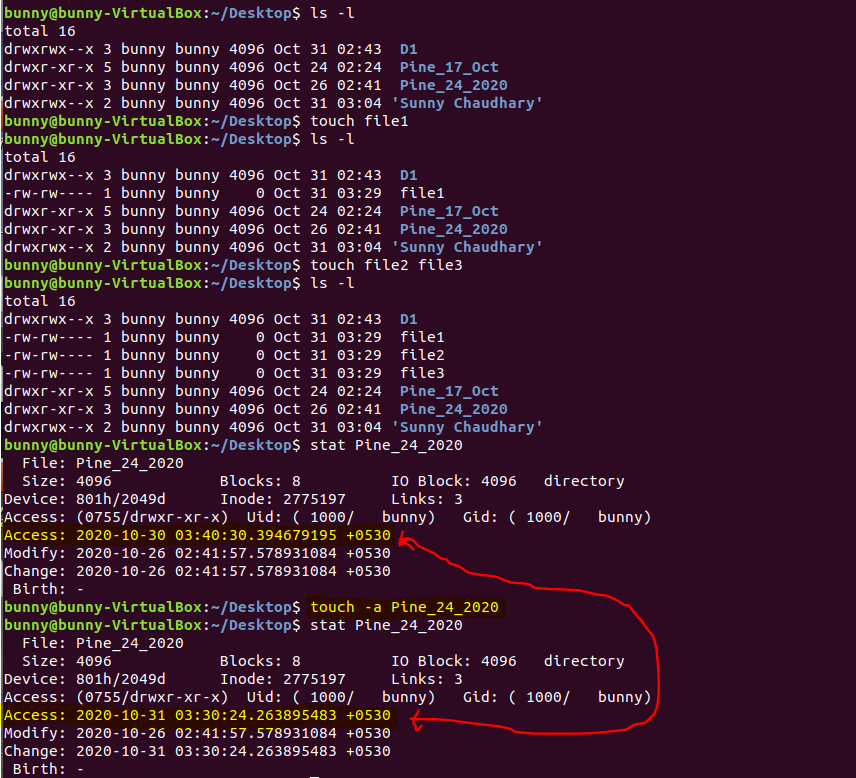 bunny@bunny-VirtualBox:~/Desktop$ ls -l
total 16
drwxrwx--x 3 bunny bunny 4096 Oct 31 02:43  D1
drwxr-xr-x 5 bunny bunny 4096 Oct 24 02:24  Pine_17_Oct
drwxr-xr-x 3 bunny bunny 4096 Oct 26 02:41  Pine_24_2020
drwxrwx--x 2 bunny bunny 4096 Oct 31 03:04 'Sunny Chaudhary'
bunny@bunny-VirtualBox:~/Desktop$ touch file1
bunny@bunny-VirtualBox:~/Desktop$ ls -l
total 16
drwxrwx--x 3 bunny bunny 4096 Oct 31 02:43  D1
-rw-rw---- 1 bunny bunny    0 Oct 31 03:29  file1
drwxr-xr-x 5 bunny bunny 4096 Oct 24 02:24  Pine_17_Oct
drwxr-xr-x 3 bunny bunny 4096 Oct 26 02:41  Pine_24_2020
drwxrwx--x 2 bunny bunny 4096 Oct 31 03:04 'Sunny Chaudhary'
bunny@bunny-VirtualBox:~/Desktop$ touch file2 file3
bunny@bunny-VirtualBox:~/Desktop$ ls -l
total 16
drwxrwx--x 3 bunny bunny 4096 Oct 31 02:43  D1
-rw-rw---- 1 bunny bunny    0 Oct 31 03:29  file1
-rw-rw---- 1 bunny bunny    0 Oct 31 03:29  file2
-rw-rw---- 1 bunny bunny    0 Oct 31 03:29  file3
drwxr-xr-x 5 bunny bunny 4096 Oct 24 02:24  Pine_17_Oct
drwxr-xr-x 3 bunny bunny 4096 Oct 26 02:41  Pine_24_2020
drwxrwx--x 2 bunny bunny 4096 Oct 31 03:04 'Sunny Chaudhary'
bunny@bunny-VirtualBox:~/Desktop$ stat Pine_24_2020
  File: Pine_24_2020
  Size: 4096            Blocks: 8          IO Block: 4096   directory
Device: 801h/2049d      Inode: 2775197     Links: 3
Access: (0755/drwxr-xr-x)  Uid: ( 1000/   bunny)   Gid: ( 1000/   bunny)
Access: 2020-10-30 03:40:30.394679195 +0530
Modify: 2020-10-26 02:41:57.578931084 +0530
Change: 2020-10-26 02:41:57.578931084 +0530
 Birth: -
bunny@bunny-VirtualBox:~/Desktop$ touch -a Pine_24_2020
bunny@bunny-VirtualBox:~/Desktop$ stat Pine_24_2020
  File: Pine_24_2020
  Size: 4096            Blocks: 8          IO Block: 4096   directory
Device: 801h/2049d      Inode: 2775197     Links: 3
Access: (0755/drwxr-xr-x)  Uid: ( 1000/   bunny)   Gid: ( 1000/   bunny)
Access: 2020-10-31 03:30:24.263895483 +0530
Modify: 2020-10-26 02:41:57.578931084 +0530
Change: 2020-10-31 03:30:24.263895483 +0530
 Birth: -